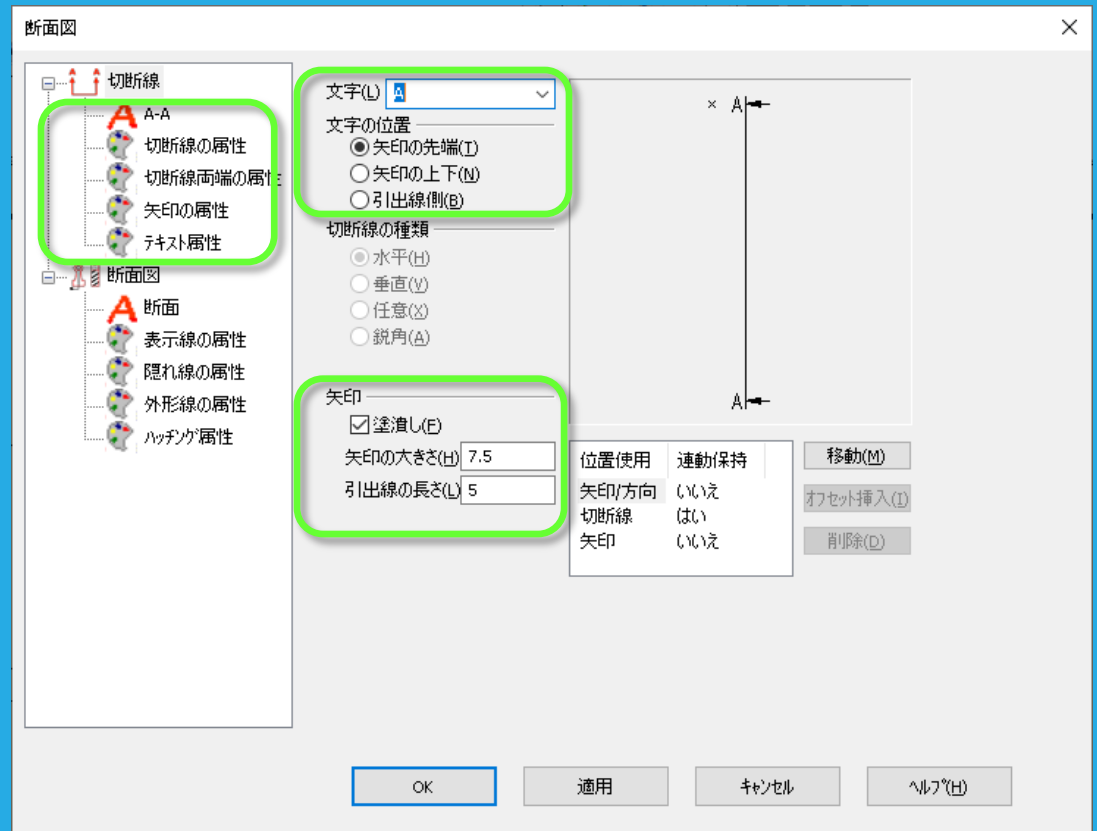 断面図
切断線
A-A
切断線の属性
切断線両端の属性
矢印の属性
テキスト属性
断面図
断面
表示線の属性
隠れ線の属性
外形線の属性
ハッチング属性
文字(L) A
文字の位置
矢印の先端(T)
矢印の上下(N)
引出線側(B)
切断線の種類
水平(H)
垂直(V)
任意(X)
鋭角(A)
矢印
塗潰し(F)
矢印の大きさ(H) 7.5
引出線の長さ(L) 5
× A
A
位置使用 連動保持
矢印/方向 いいえ
切断線 はい
矢印 いいえ
移動(M)
オフセット挿入(I)
削除(D)
OK 適用 キャンセル ヘルプ(H)